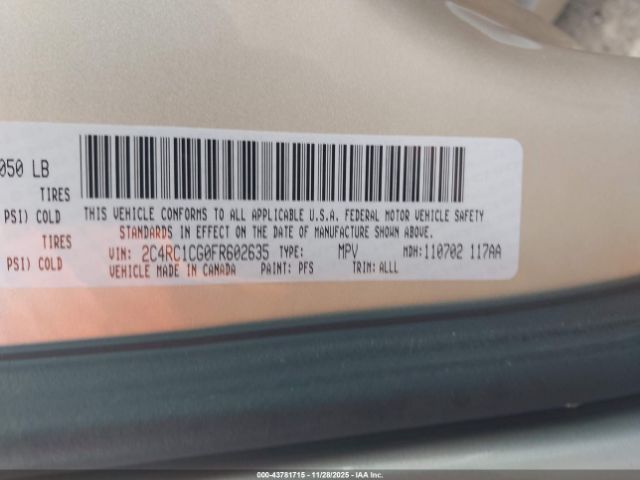 050 LB
TIRES
PSI) COLD
TIRES
PSI) COLD
THIS VEHICLE CONFORMS TO ALL APPLICABLE U.S.A. FEDERAL MOTOR VEHICLE SAFETY
STANDARDS IN EFFECT ON THE DATE OF MANUFACTURE SHOWN ABOVE.
VIN: 2C4RC1CG0FR602635 TYPE: MPV MDH:110702 117AA
VEHICLE MADE IN CANADA PAINT: PFS TRIM: ALLL
000-43781715 - 11/28/2025 - IAAI